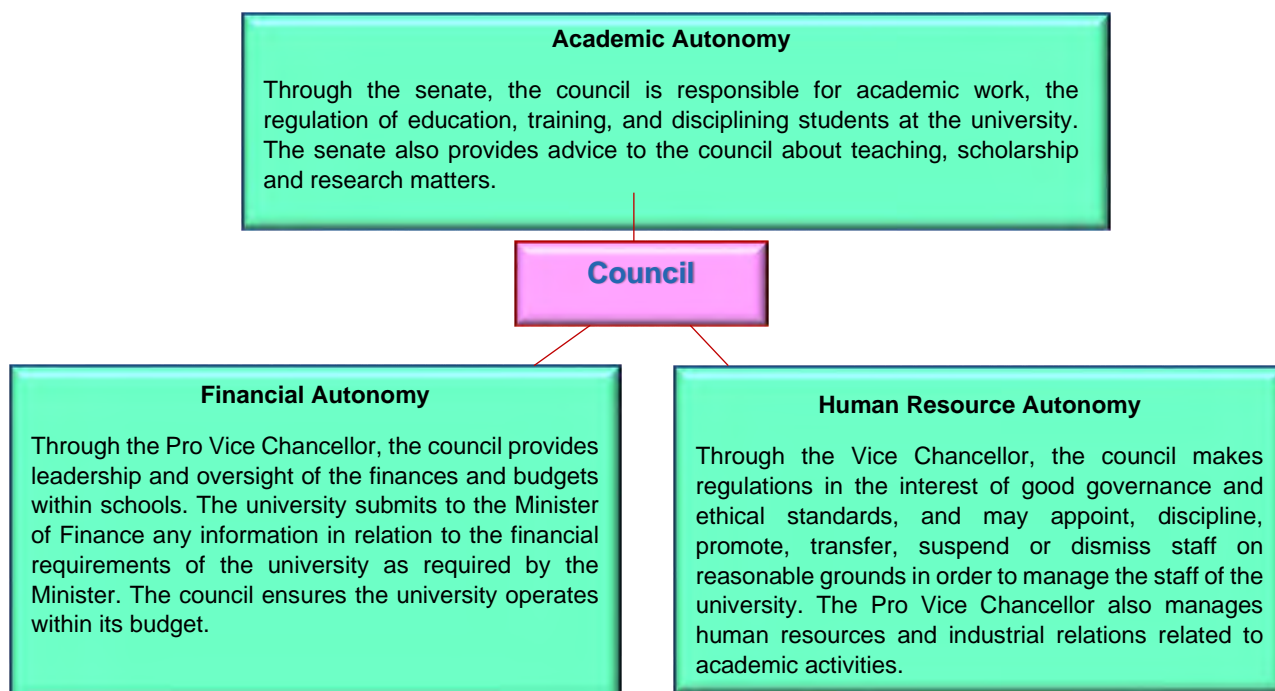 Academic Autonomy
Through the senate, the council is responsible for academic work, the
regulation of education, training, and disciplining students at the university.
The senate also provides advice to the council about teaching, scholarship
and research matters.
Council
Financial Autonomy
Through the Pro Vice Chancellor, the council provides
leadership and oversight of the finances and budgets
within schools. The university submits to the Minister
of Finance any information in relation to the financial
requirements of the university as required by the
Minister. The council ensures the university operates
within its budget.
Human Resource Autonomy
Through the Vice Chancellor, the council makes
regulations in the interest of good governance and
ethical standards, and may appoint, discipline,
promote, transfer, suspend or dismiss staff on
reasonable grounds in order to manage the staff of the
university. The Pro Vice Chancellor also manages
human resources and industrial relations related to
academic activities.